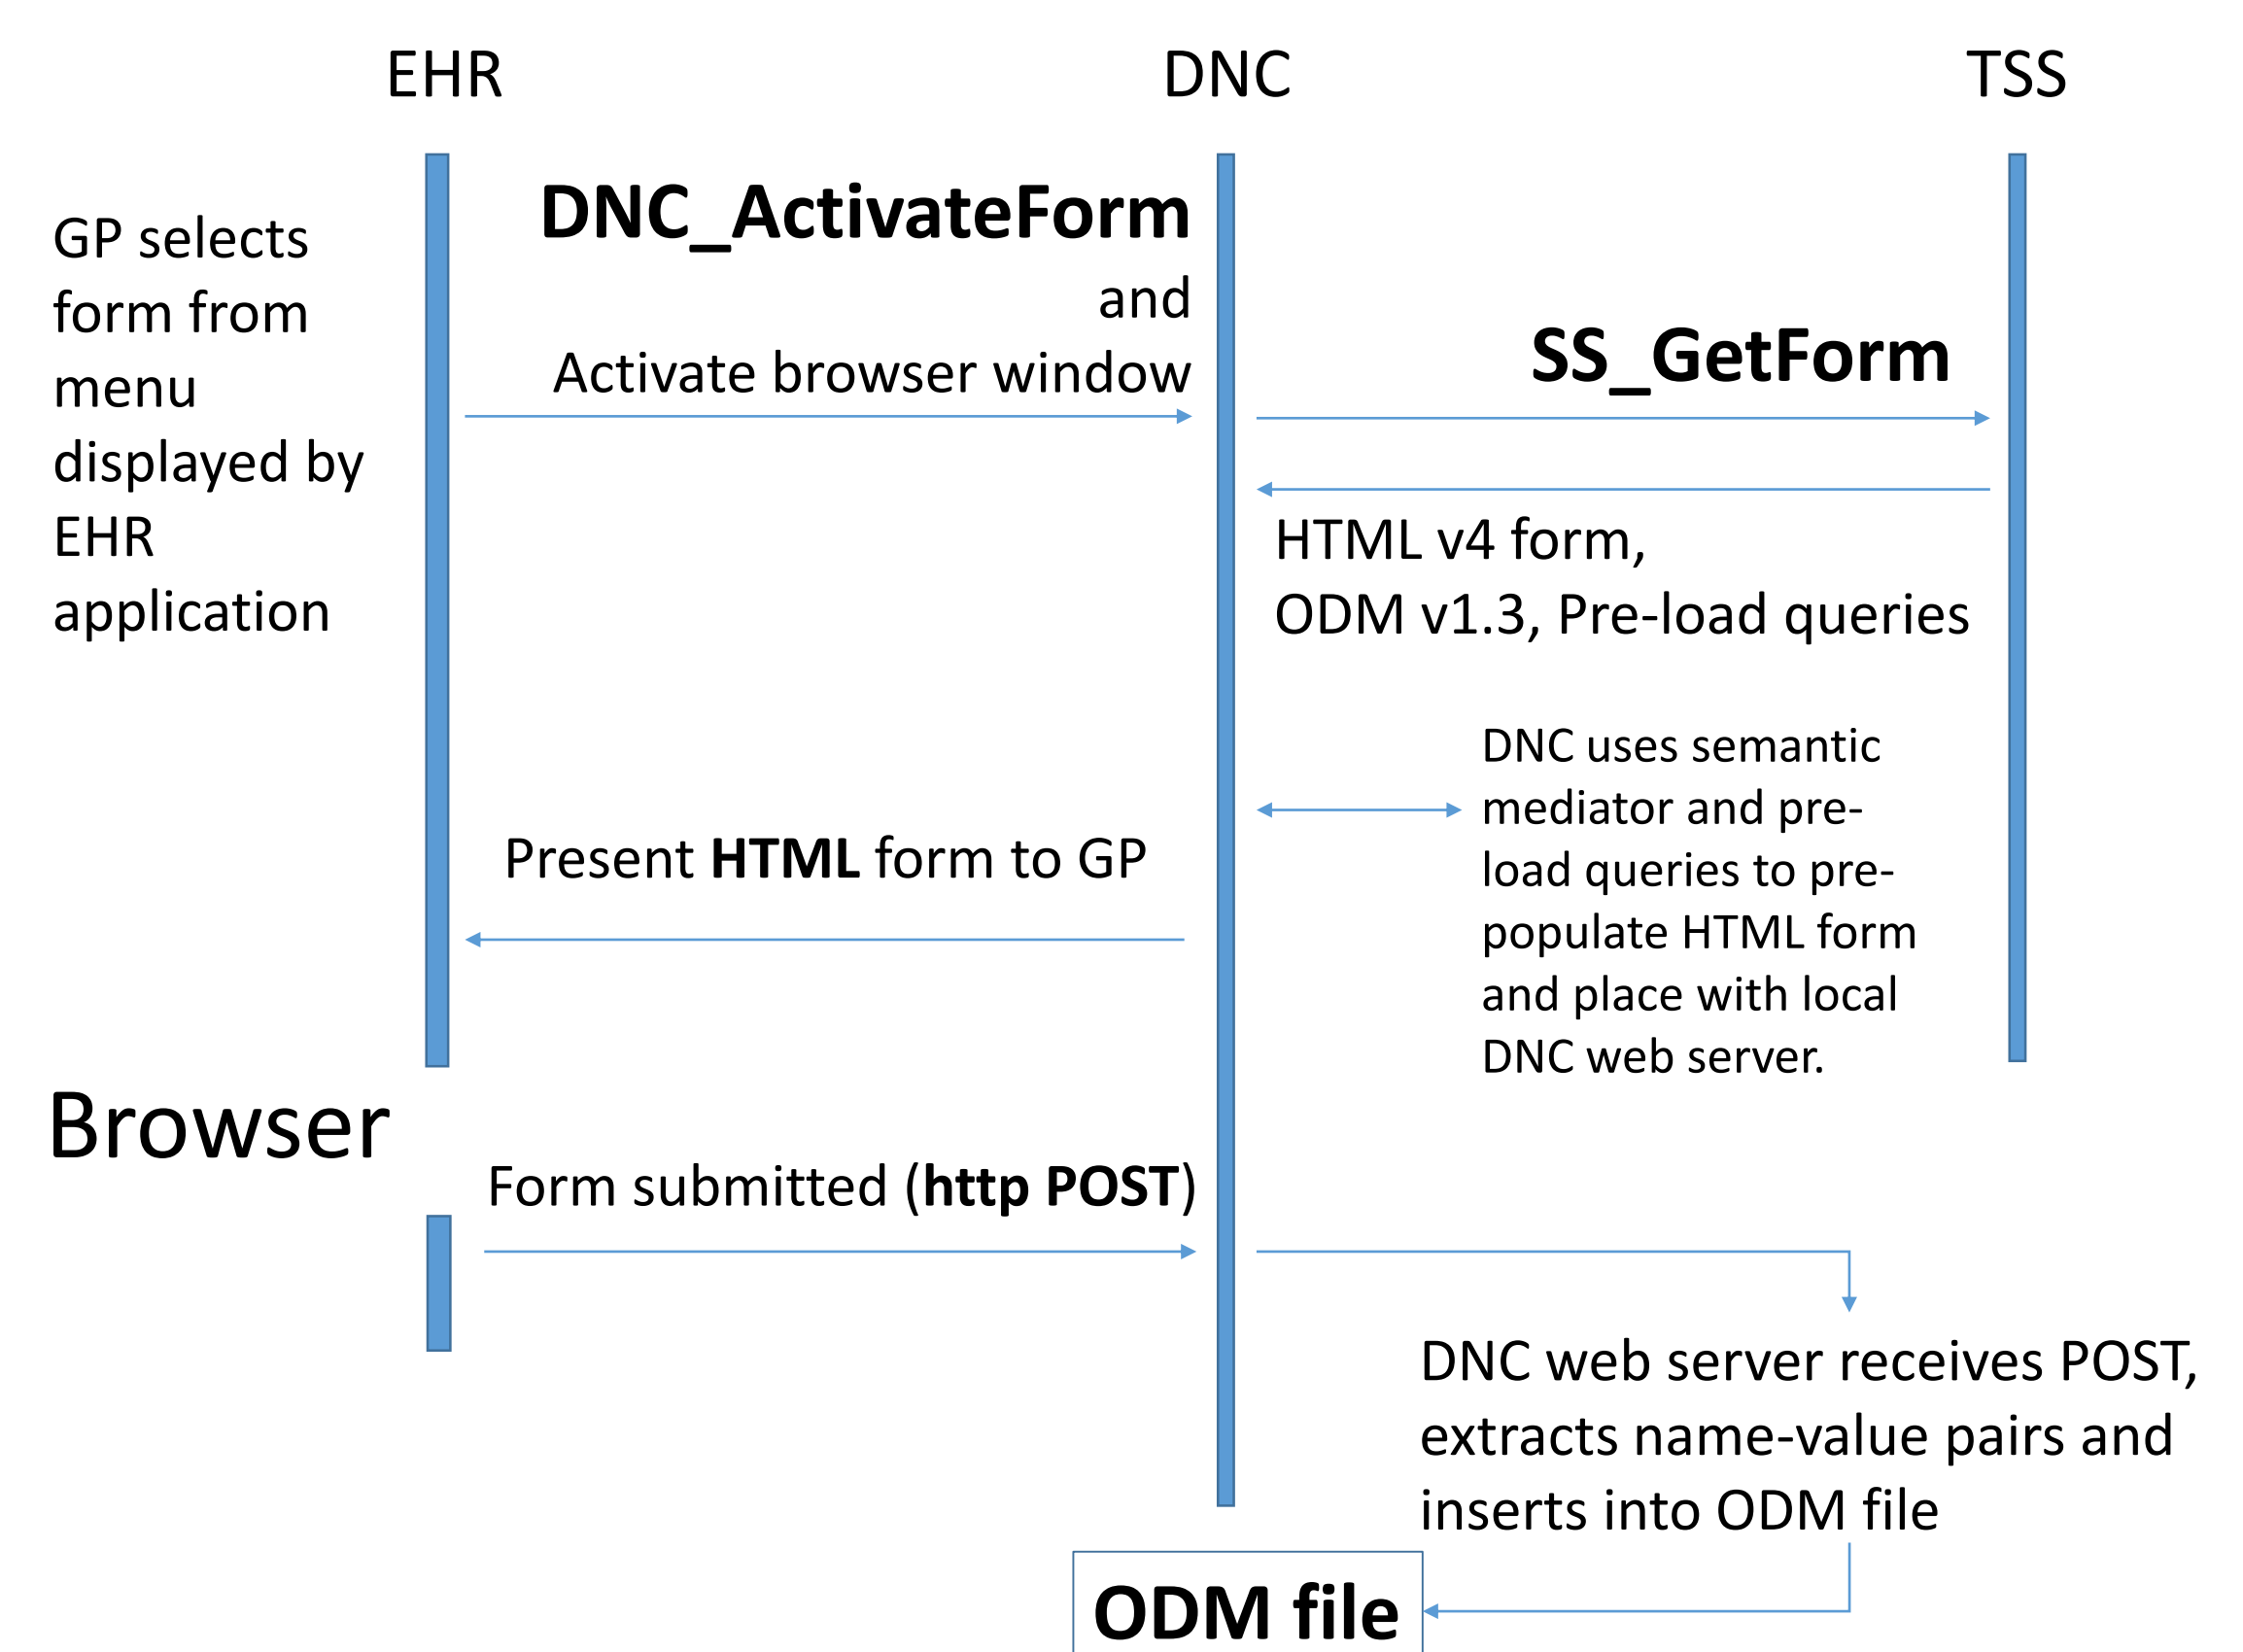 EHR
DNC
TSS
GP selects
form from
menu
displayed by
EHR
application
DNC_ActivateForm
and
Activate browser window
SS_GetForm
HTML v4 form,
ODM v1.3, Pre-load queries
DNC uses semantic
mediator and pre-
load queries to pre-
populate HTML form
and place with local
DNC web server.
Present HTML form to GP
Browser
Form submitted (http POST)
DNC web server receives POST,
extracts name-value pairs and
inserts into ODM file
ODM file